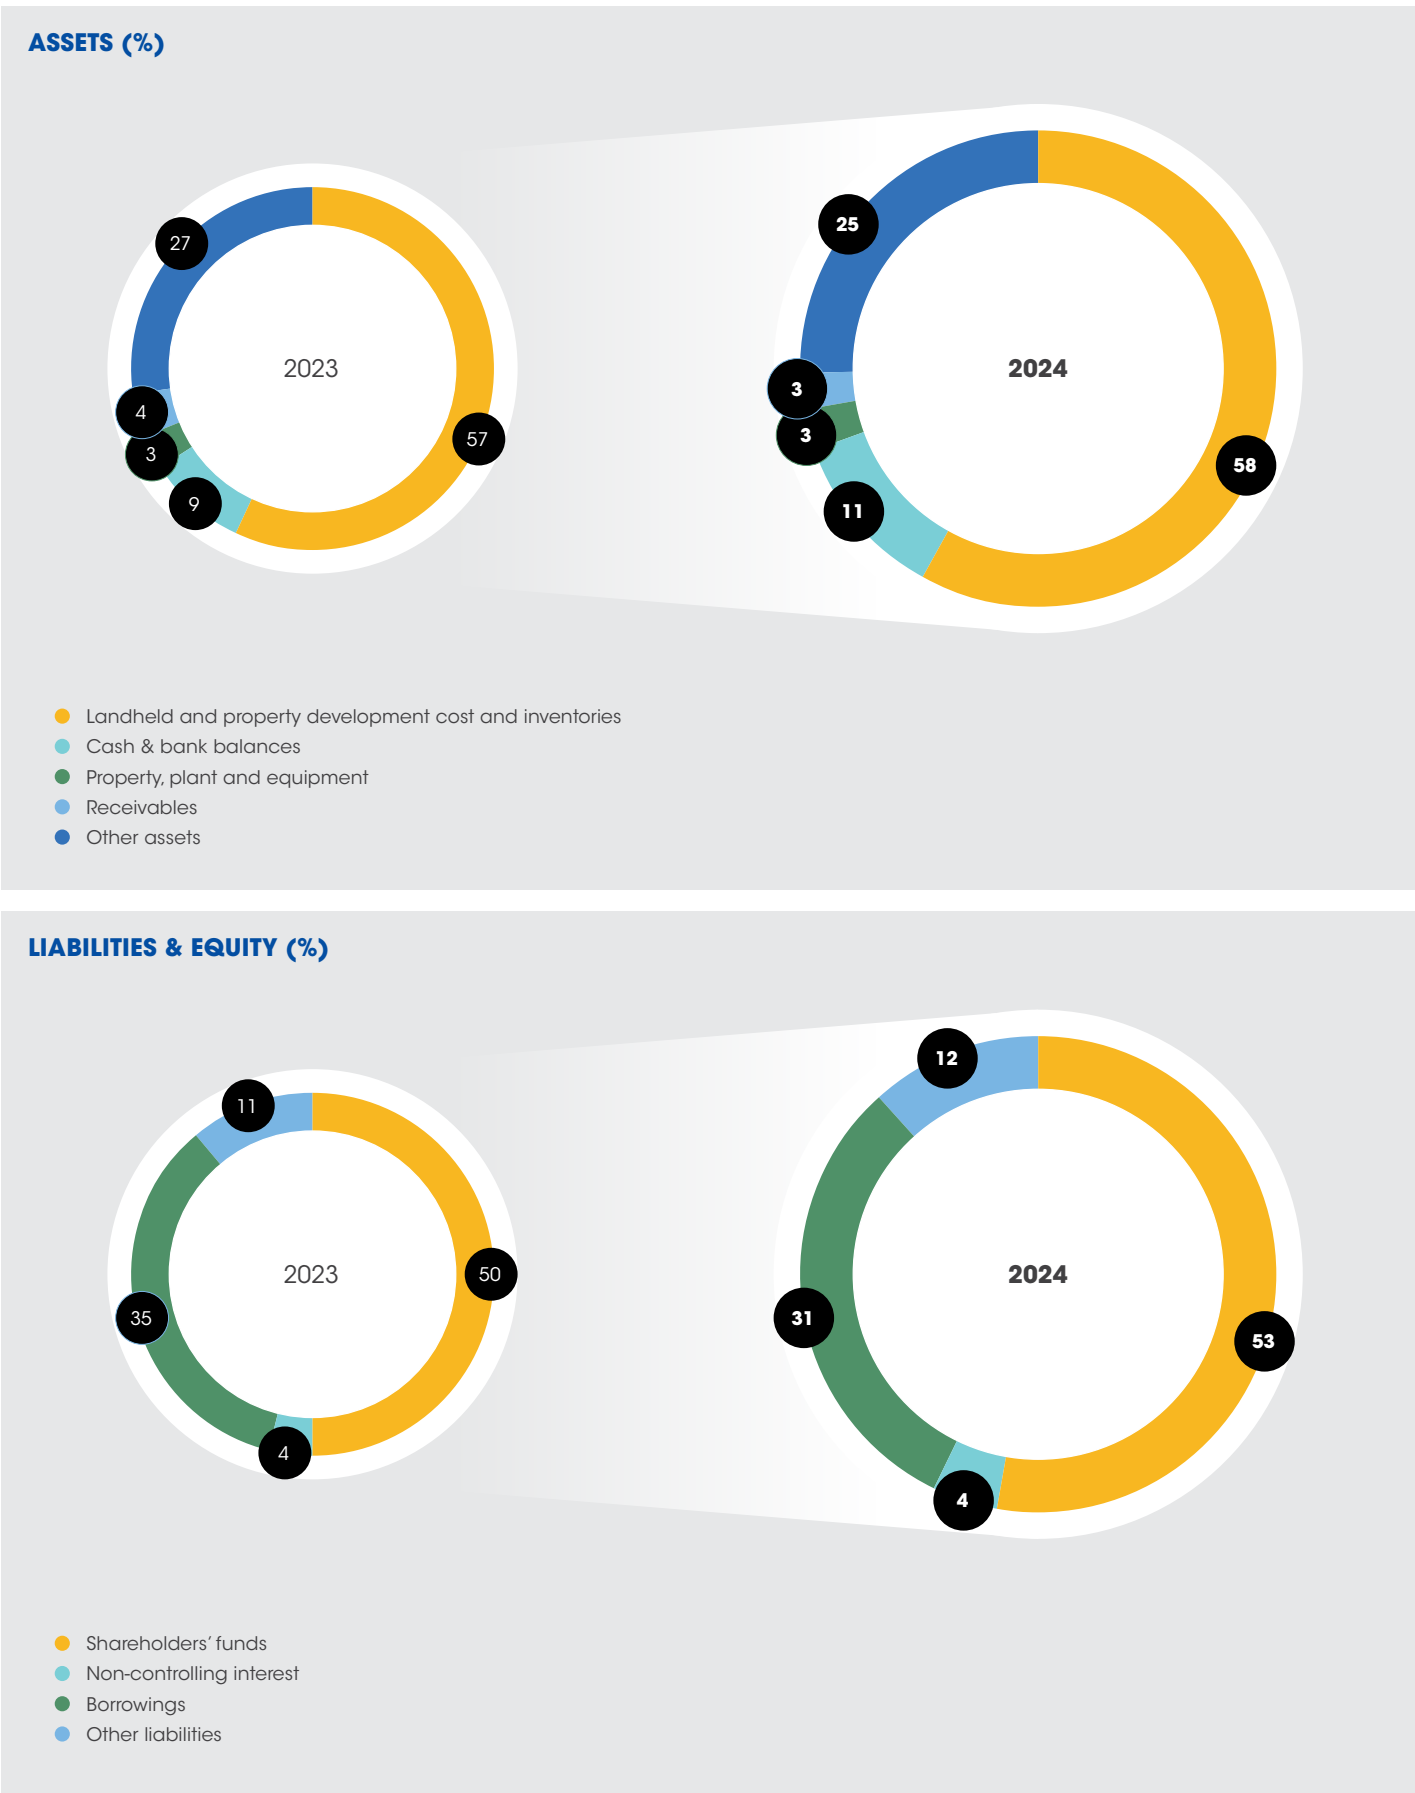 ASSETS (%)
27
4
3
9
57
2023
25
3
3
11
58
2024
Landheld and property development cost and inventories
Cash & bank balances
Property, plant and equipment
Receivables
Other assets
LIABILITIES & EQUITY (%)
11
35
4
50
2023
12
31
4
53
2024
Shareholders' funds
Non-controlling interest
Borrowings
Other liabilities